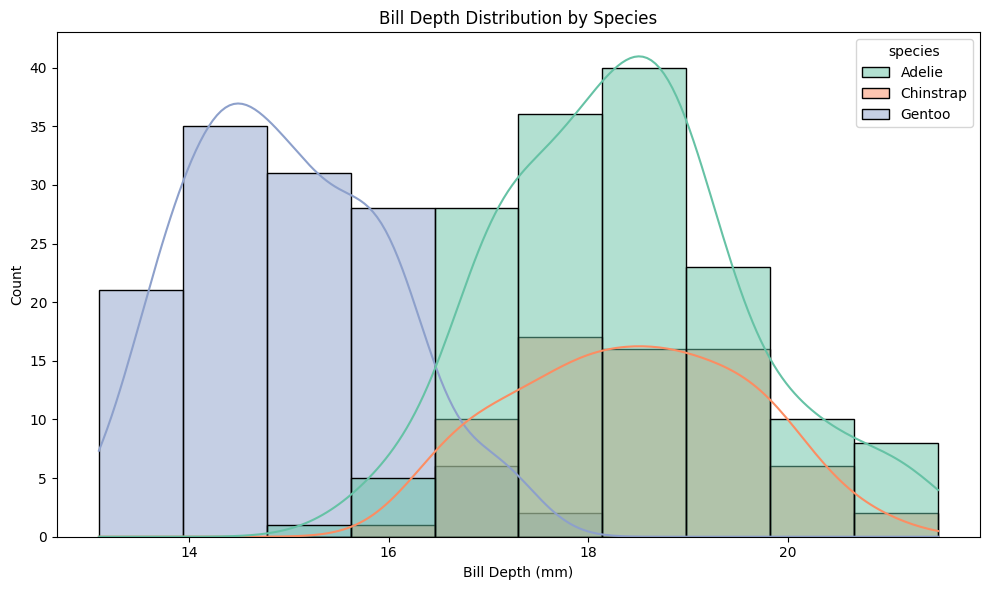 Bill Depth Distribution by Species
species
Adelie
Chinstrap
Gentoo
Count
40
35
30
25
20
15
10
5
0
14 16 18 20
Bill Depth (mm)